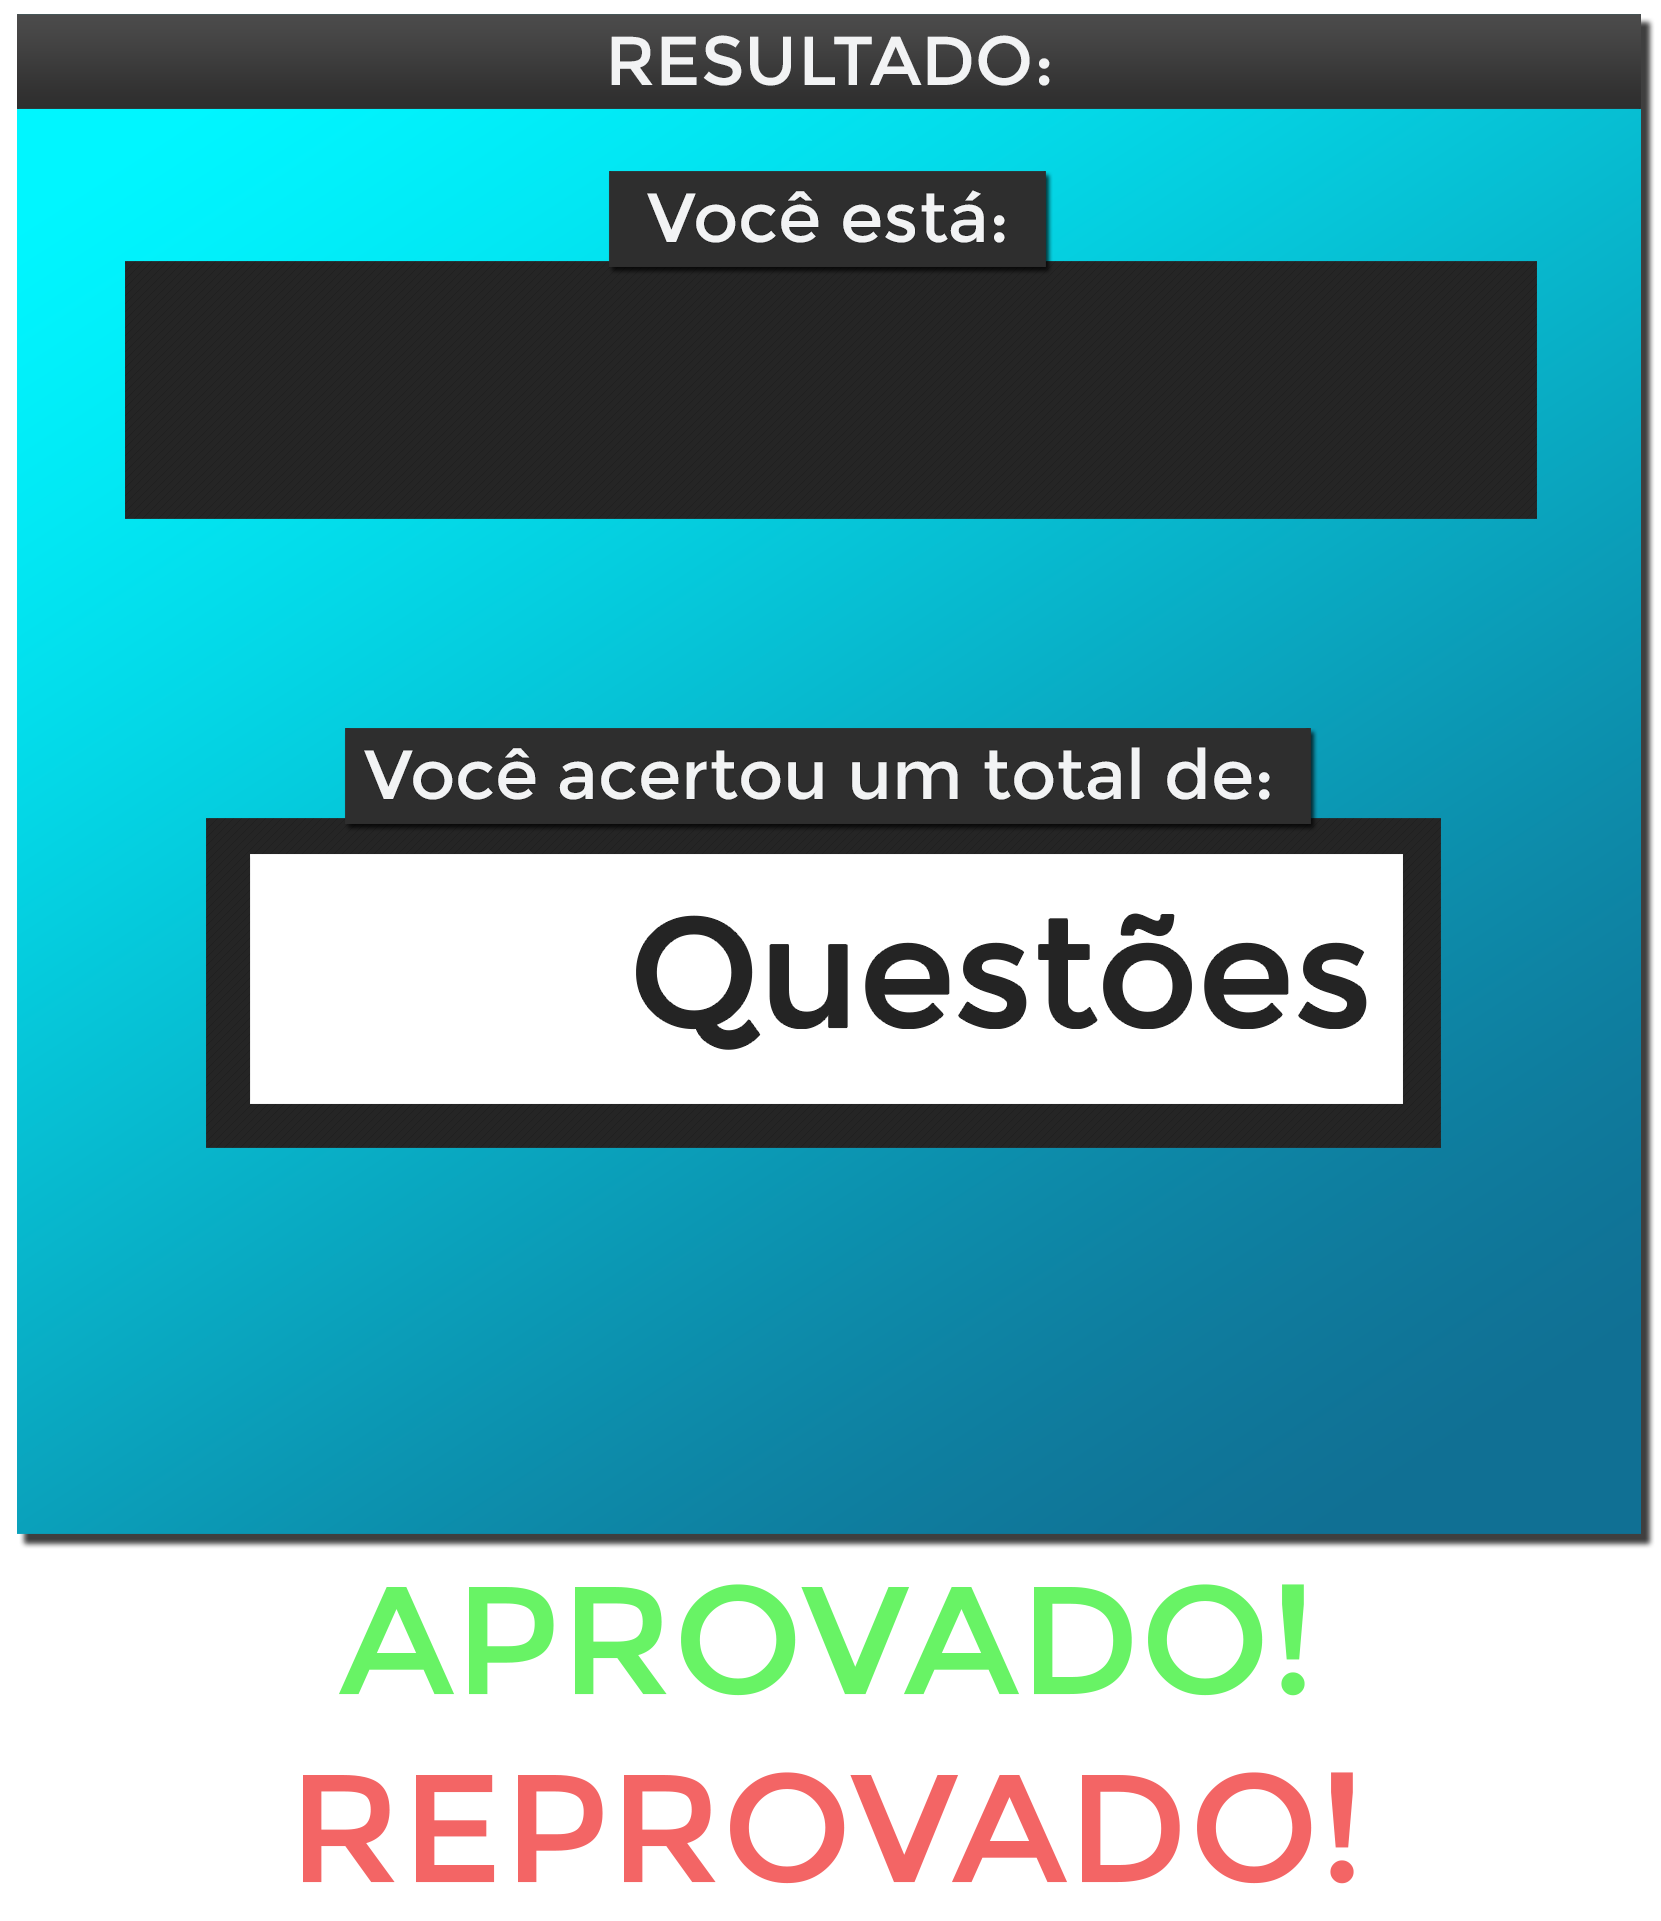 RESULTADO:
Você está:
Você acertou um total de:
Questões
APROVADO!
REPROVADO!